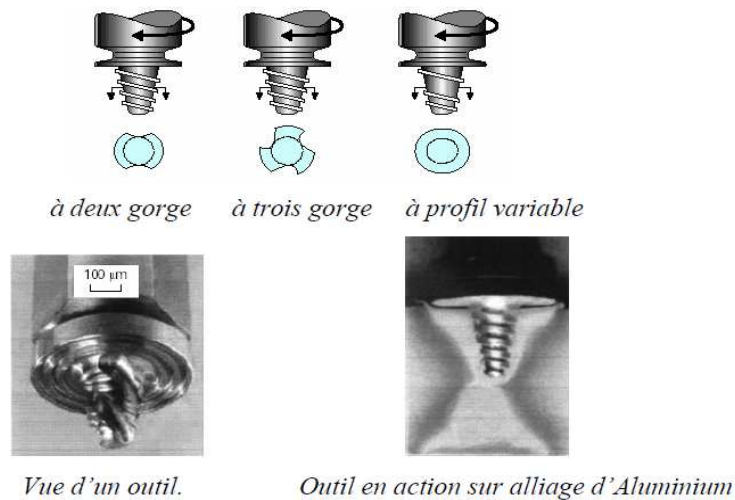 à deux gorge à trois gorge à profil variable
100 µm
Vue d'un outil. Outil en action sur alliage d'Aluminium